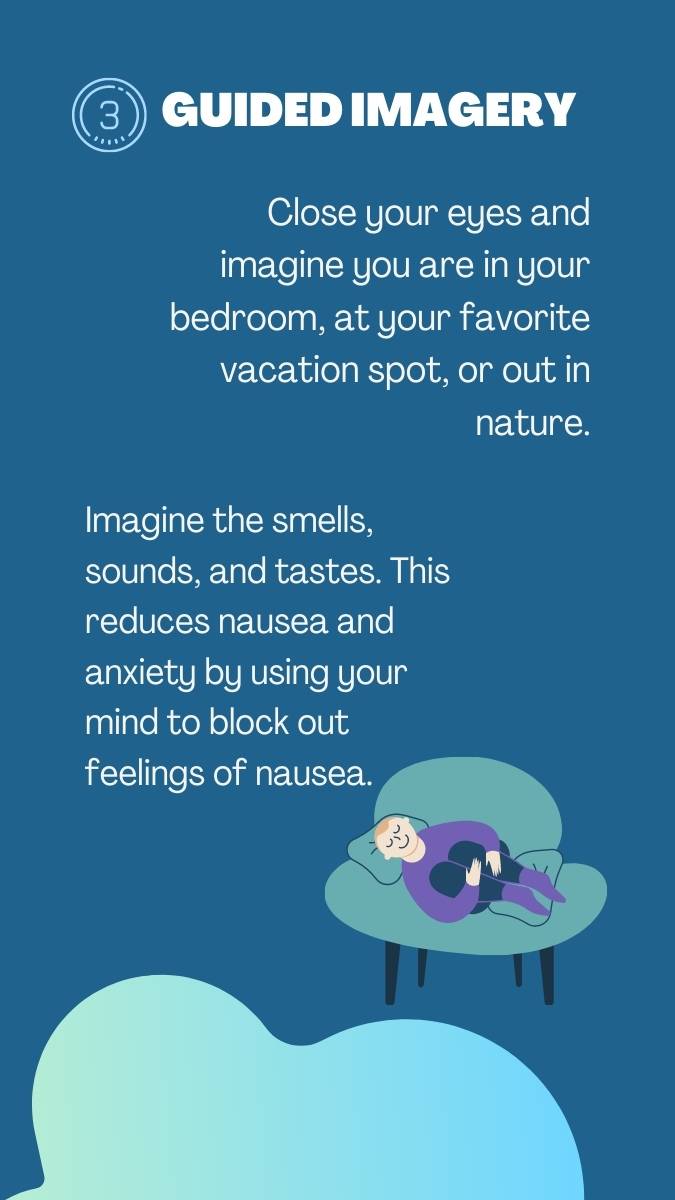 3 GUIDED IMAGERY
Close your eyes and
imagine you are in your
bedroom, at your favorite
vacation spot, or out in
nature.
Imagine the smells,
sounds, and tastes. This
reduces nausea and
anxiety by using your
mind to block out
feelings of nausea.